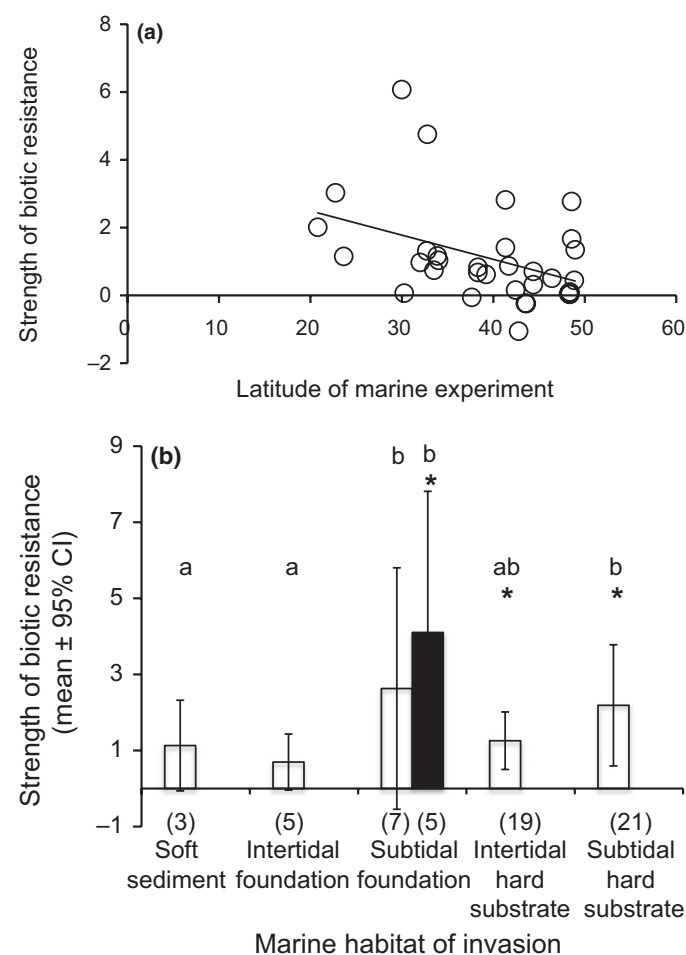 (a)
8
6
4
2
0
–2
0 10 20 30 40 50 60
Strength of biotic resistance
Latitude of marine experiment
(b)
9
7
5
3
1
–1
Strength of biotic resistance
(mean ± 95% CI)
b b
*
a a ab b
* *
(3) (5) (7) (5) (19) (21)
Soft Intertidal Subtidal Intertidal Subtidal
sediment foundation foundation hard hard
substrate substrate
Marine habitat of invasion